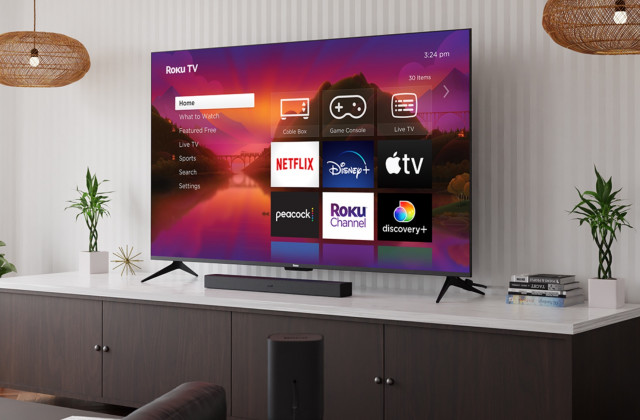 Roku TV
3:24 pm
30 Items
Home
What to Watch
Featured Free
Live TV
Sports
Search
Settings
Cable Box
Game Console
Live TV
NETFLIX
Disney+
tv
peacock
Roku
Channel
discovery+
Roku